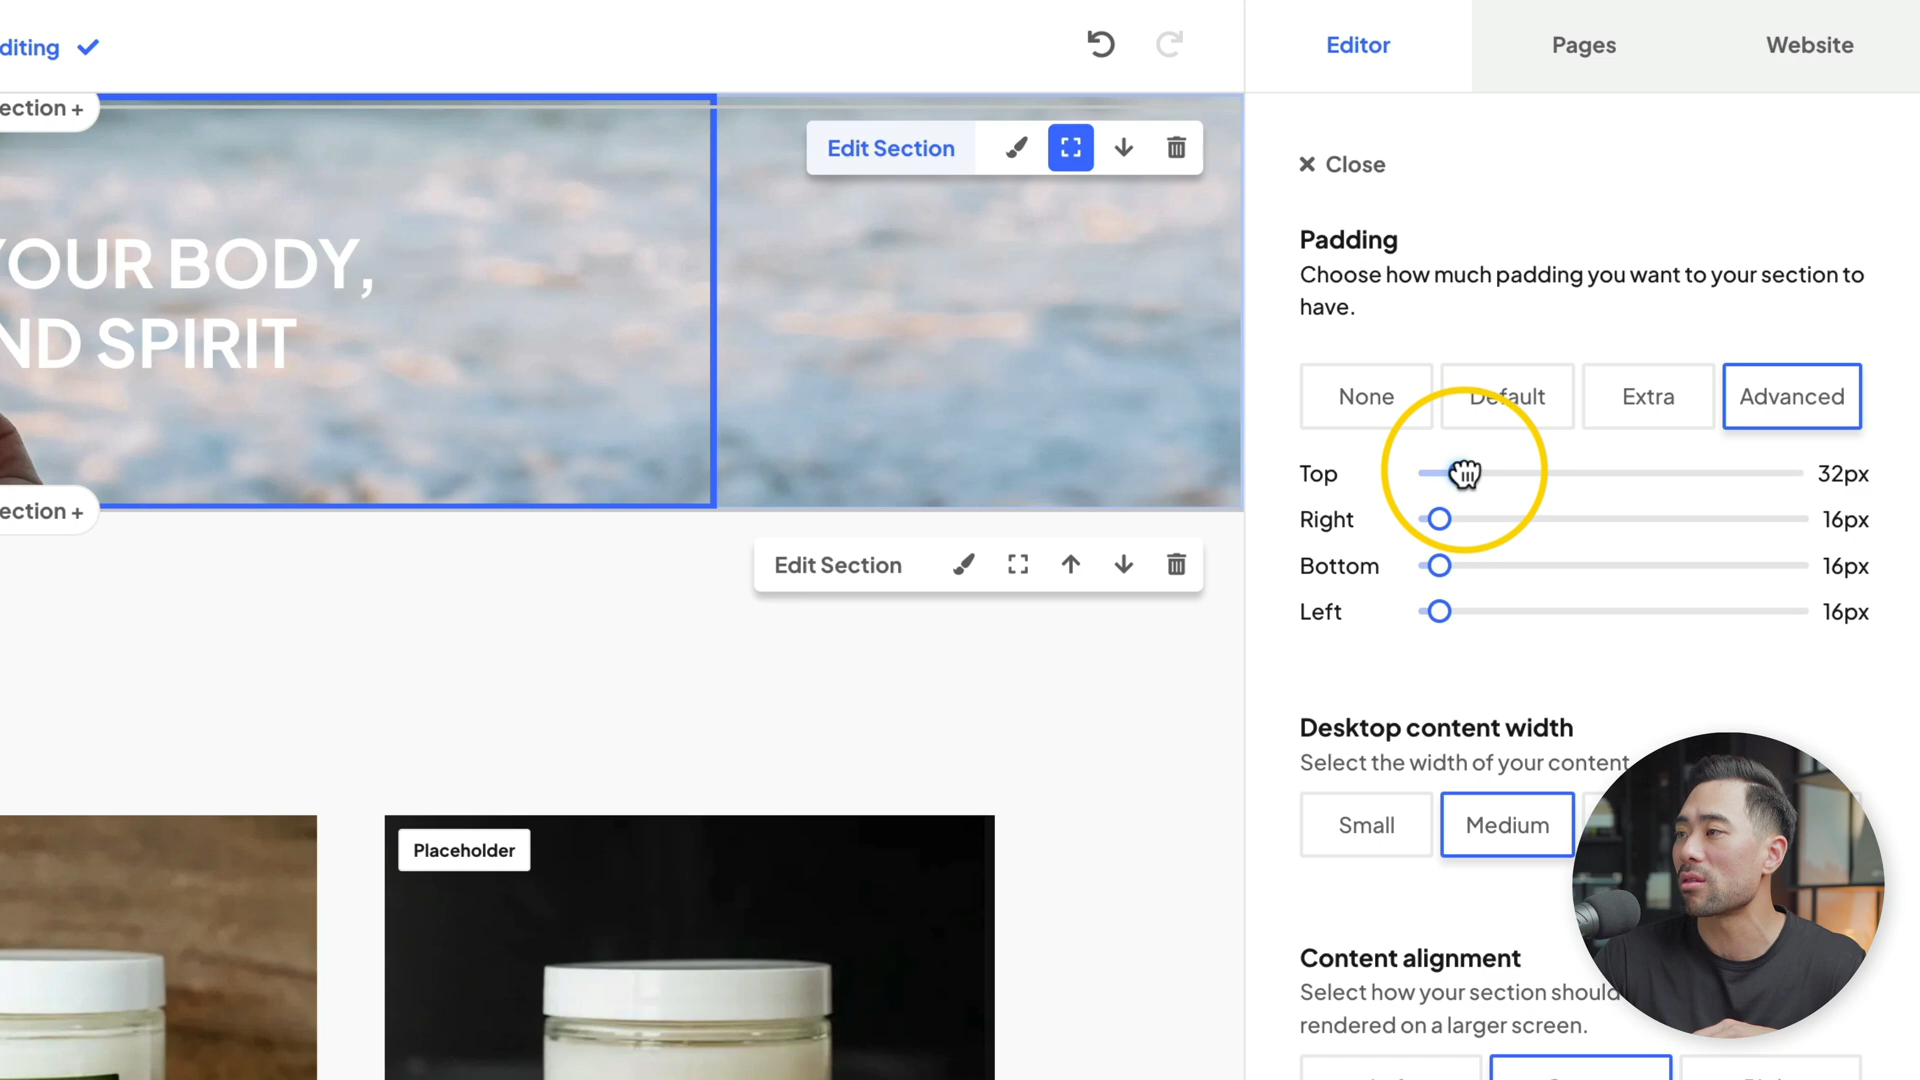 diting
Editor
Pages
Website
ection +
Edit Section
Close
YOUR BODY,
ND SPIRIT
Padding
Choose how much padding you want to your section to
have.
None
Default
Extra
Advanced
Top
32px
Right
16px
Bottom
16px
Left
16px
ection +
Edit Section
Desktop content width
Select the width of your content
Small
Medium
Placeholder
Content alignment
Select how your section should
rendered on a larger screen.